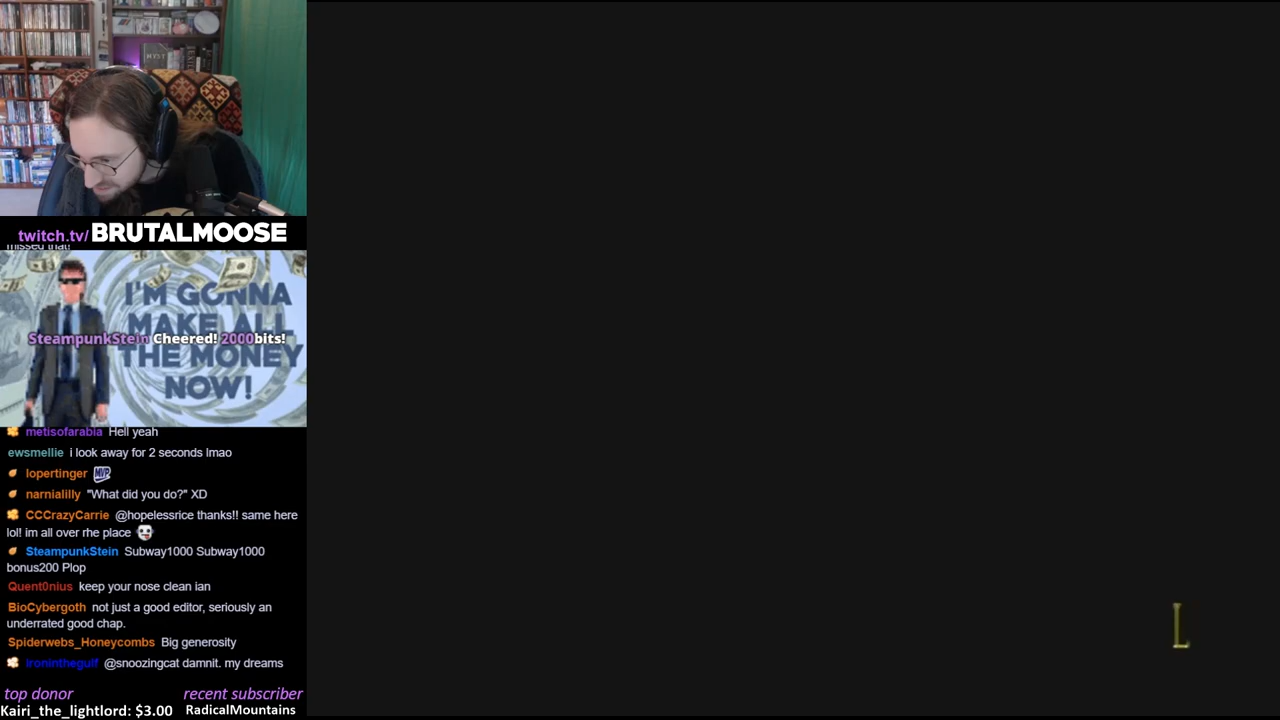 MYST
twitch.tv/BRUTALMOOSE
missed that!
I'M GONNA
MAKE ALL
SteampunkStein Cheered! 2000bits!
THE MONEY
NOW!
metisofarabia Hell yeah
ewsmellie i look away for 2 seconds lmao
lopertinger MVP
narnialilly "What did you do?" XD
CCCrazyCarrie @hopelessrice thanks!! same here
lol! im all over rhe place
SteampunkStein Subway1000 Subway1000
bonus200 Plop
Quent0nius keep your nose clean ian
BioCybergoth not just a good editor, seriously an
underrated good chap.
Spiderwebs_Honeycombs Big generosity
ironinthegulf @snoozingcat damnit. my dreams
L
top donor recent subscriber
Kairi_the_lightlord: $3.00 RadicalMountains